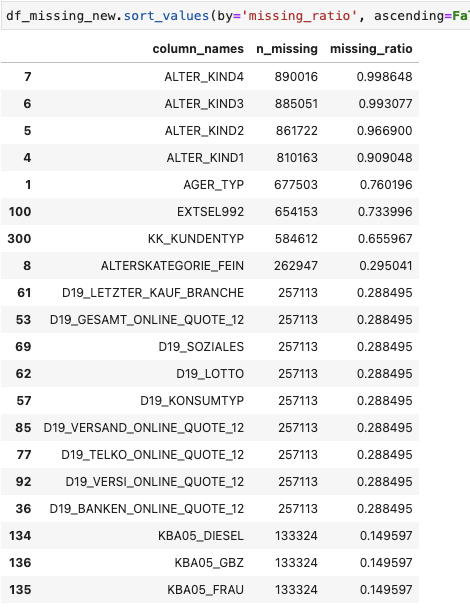 df_missing_new.sort_values(by='missing_ratio', ascending=Fa
column_names n_missing missing_ratio
7 ALTER_KIND4 890016 0.998648
6 ALTER_KIND3 885051 0.993077
5 ALTER_KIND2 861722 0.966900
4 ALTER_KIND1 810163 0.909048
1 AGER_TYP 677503 0.760196
100 EXTSEL992 654153 0.733996
300 KK_KUNDENTYP 584612 0.655967
8 ALTERSKATEGORIE_FEIN 262947 0.295041
61 D19_LETZTER_KAUF_BRANCHE 257113 0.288495
53 D19_GESAMT_ONLINE_QUOTE_12 257113 0.288495
69 D19_SOZIALES 257113 0.288495
62 D19_LOTTO 257113 0.288495
57 D19_KONSUMTYP 257113 0.288495
85 D19_VERSAND_ONLINE_QUOTE_12 257113 0.288495
77 D19_TELKO_ONLINE_QUOTE_12 257113 0.288495
92 D19_VERSI_ONLINE_QUOTE_12 257113 0.288495
36 D19_BANKEN_ONLINE_QUOTE_12 257113 0.288495
134 KBA05_DIESEL 133324 0.149597
136 KBA05_GBZ 133324 0.149597
135 KBA05_FRAU 133324 0.149597